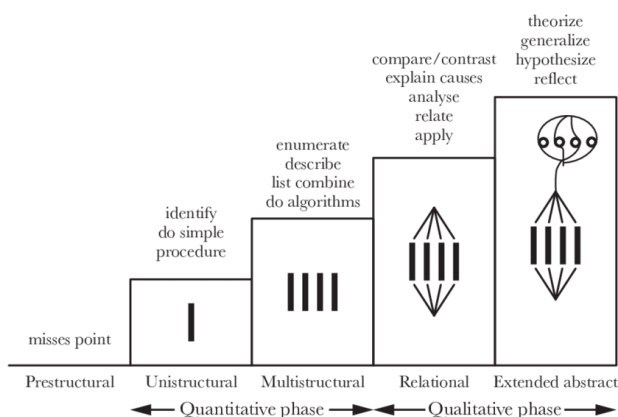 theorize
generalize
hypothesize
reflect
compare/contrast
explain causes
analyse
relate
apply
enumerate
describe
list combine
do algorithms
identify
do simple
procedure
misses point
Prestructural
Unistructural
Multistructural
Relational
Extended abstract
Quantitative phase
Qualitative phase